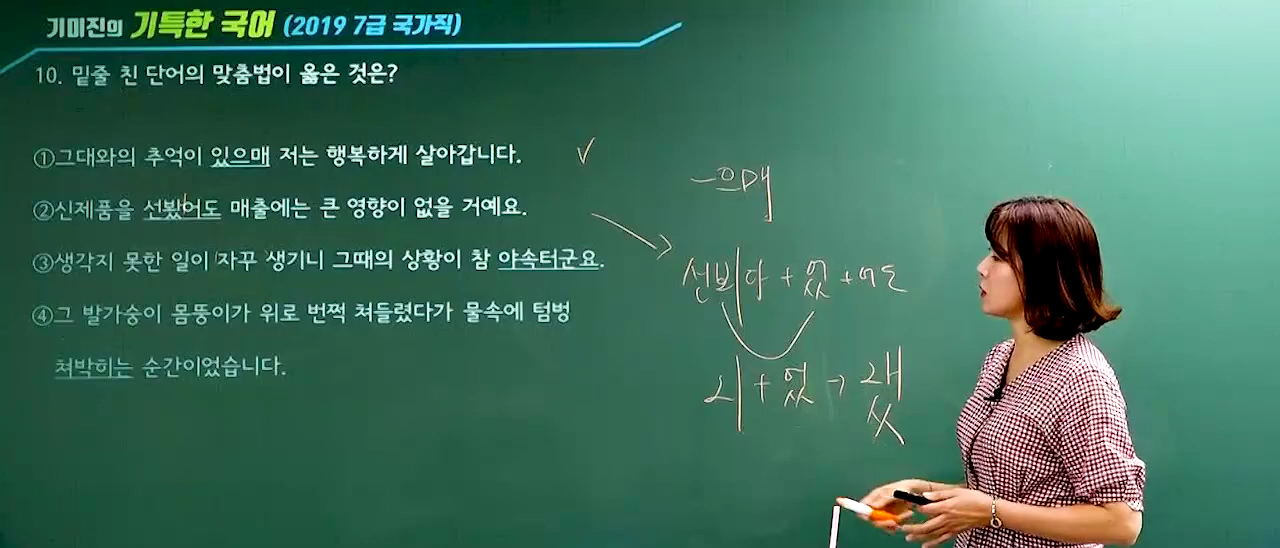 기미진의 기특한 국어 (2019 7급 국가직)
10. 밑줄 친 단어의 맞춤법이 옳은 것은?
①그대와의 추억이 있으매 저는 행복하게 살아갑니다.
②신제품을 선뵀어도 매출에는 큰 영향이 없을 거예요.
③생각지 못한 일이 자꾸 생기니 그때의 상황이 참 야속터군요.
④그 발가숭이 몸뚱이가 위로 번쩍 쳐들렸다가 물속에 텀벙
쳐박히는 순간이었습니다.
-으매
선뵈다 + 었 + 어도
ㅚ + 었 → ㅙㅆ